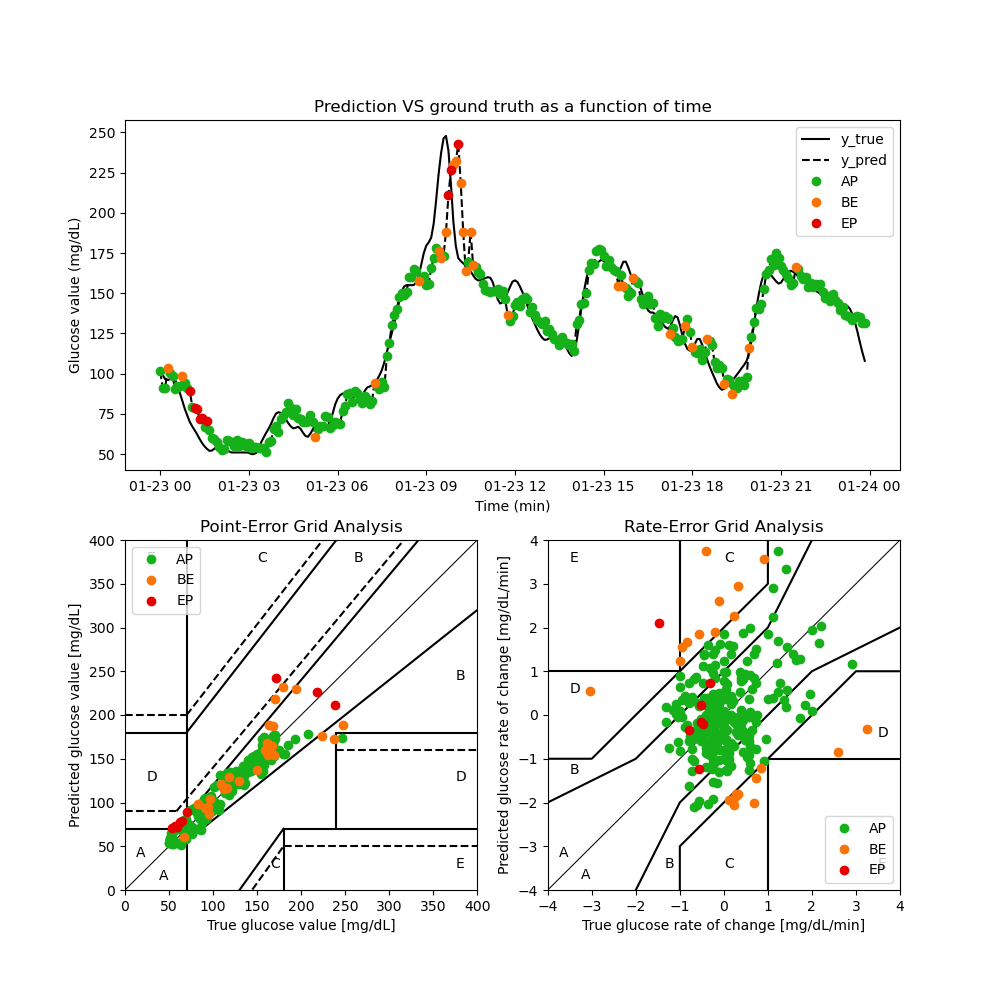 Prediction VS ground truth as a function of time
Glucose value (mg/dL)
250
225
200
175
150
125
100
75
50
y_true
y_pred
AP
BE
EP
01-23 00 01-23 03 01-23 06 01-23 09 01-23 12 01-23 15 01-23 18 01-23 21 01-24 00
Time (min)
Point-Error Grid Analysis
Predicted glucose value [mg/dL]
400
350
300
250
200
150
100
50
0
AP
BE
EP
E C B
B
D D
A
A
C E
0 50 100 150 200 250 300 350 400
True glucose value [mg/dL]
Rate-Error Grid Analysis
Predicted glucose rate of change [mg/dL/min]
4
3
2
1
0
−1
−2
−3
−4
E C
D
D
B
A
A
B C E
AP
BE
EP
−4 −3 −2 −1 0 1 2 3 4
True glucose rate of change [mg/dL/min]